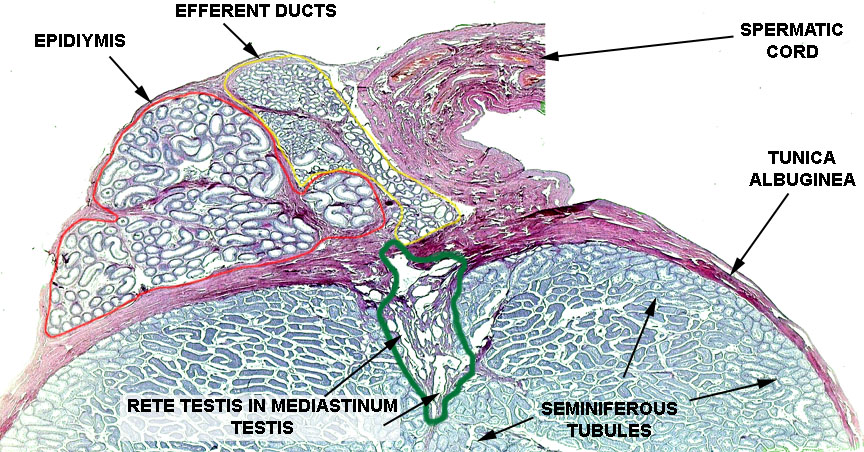 EFFERENT DUCTS
EPIDIYMIS
SPERMATIC
CORD
TUNICA
ALBUGINEA
RETE TESTIS IN MEDIASTINUM
TESTIS
SEMINIFEROUS
TUBULES